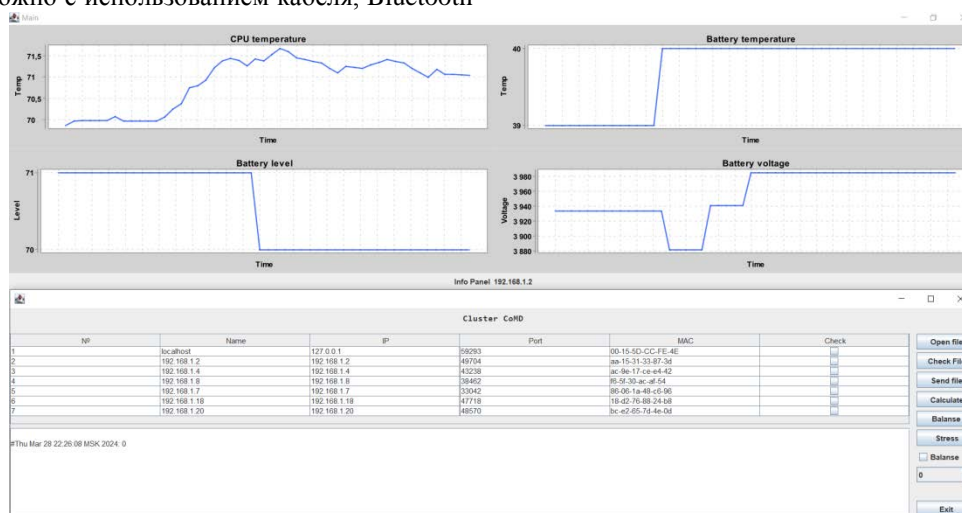 ожно с использованием кабеля, Bluetooth
Main
CPU temperature
Temp
71,5
71
70,5
70
Time
Battery temperature
Temp
40
39
Time
Battery level
Level
71
70
Time
Battery voltage
Voltage
3 980
3 960
3 940
3 920
3 900
3 880
Time
Info Panel 192.168.1.2
Cluster CoMD
№ Name IP Port MAC Check
1 localhost 127.0.0.1 59293 00-15-5D-CC-FE-4E
2 192.168.1.2 192.168.1.2 49704 aa-15-31-33-87-3d
3 192.168.1.4 192.168.1.4 43238 ac-9e-17-ce-e4-42
4 192.168.1.8 192.168.1.8 38462 f6-5f-30-ac-af-54
5 192.168.1.7 192.168.1.7 33042 86-06-1a-48-c6-96
6 192.168.1.18 192.168.1.18 47718 18-d2-76-88-24-b8
7 192.168.1.20 192.168.1.20 48570 bc-e2-65-7d-4e-0d
#Thu Mar 28 22:26:08 MSK 2024: 0
Open file
Check Fil
Send file
Calculate
Balanse
Stress
Balanse
0
Exit